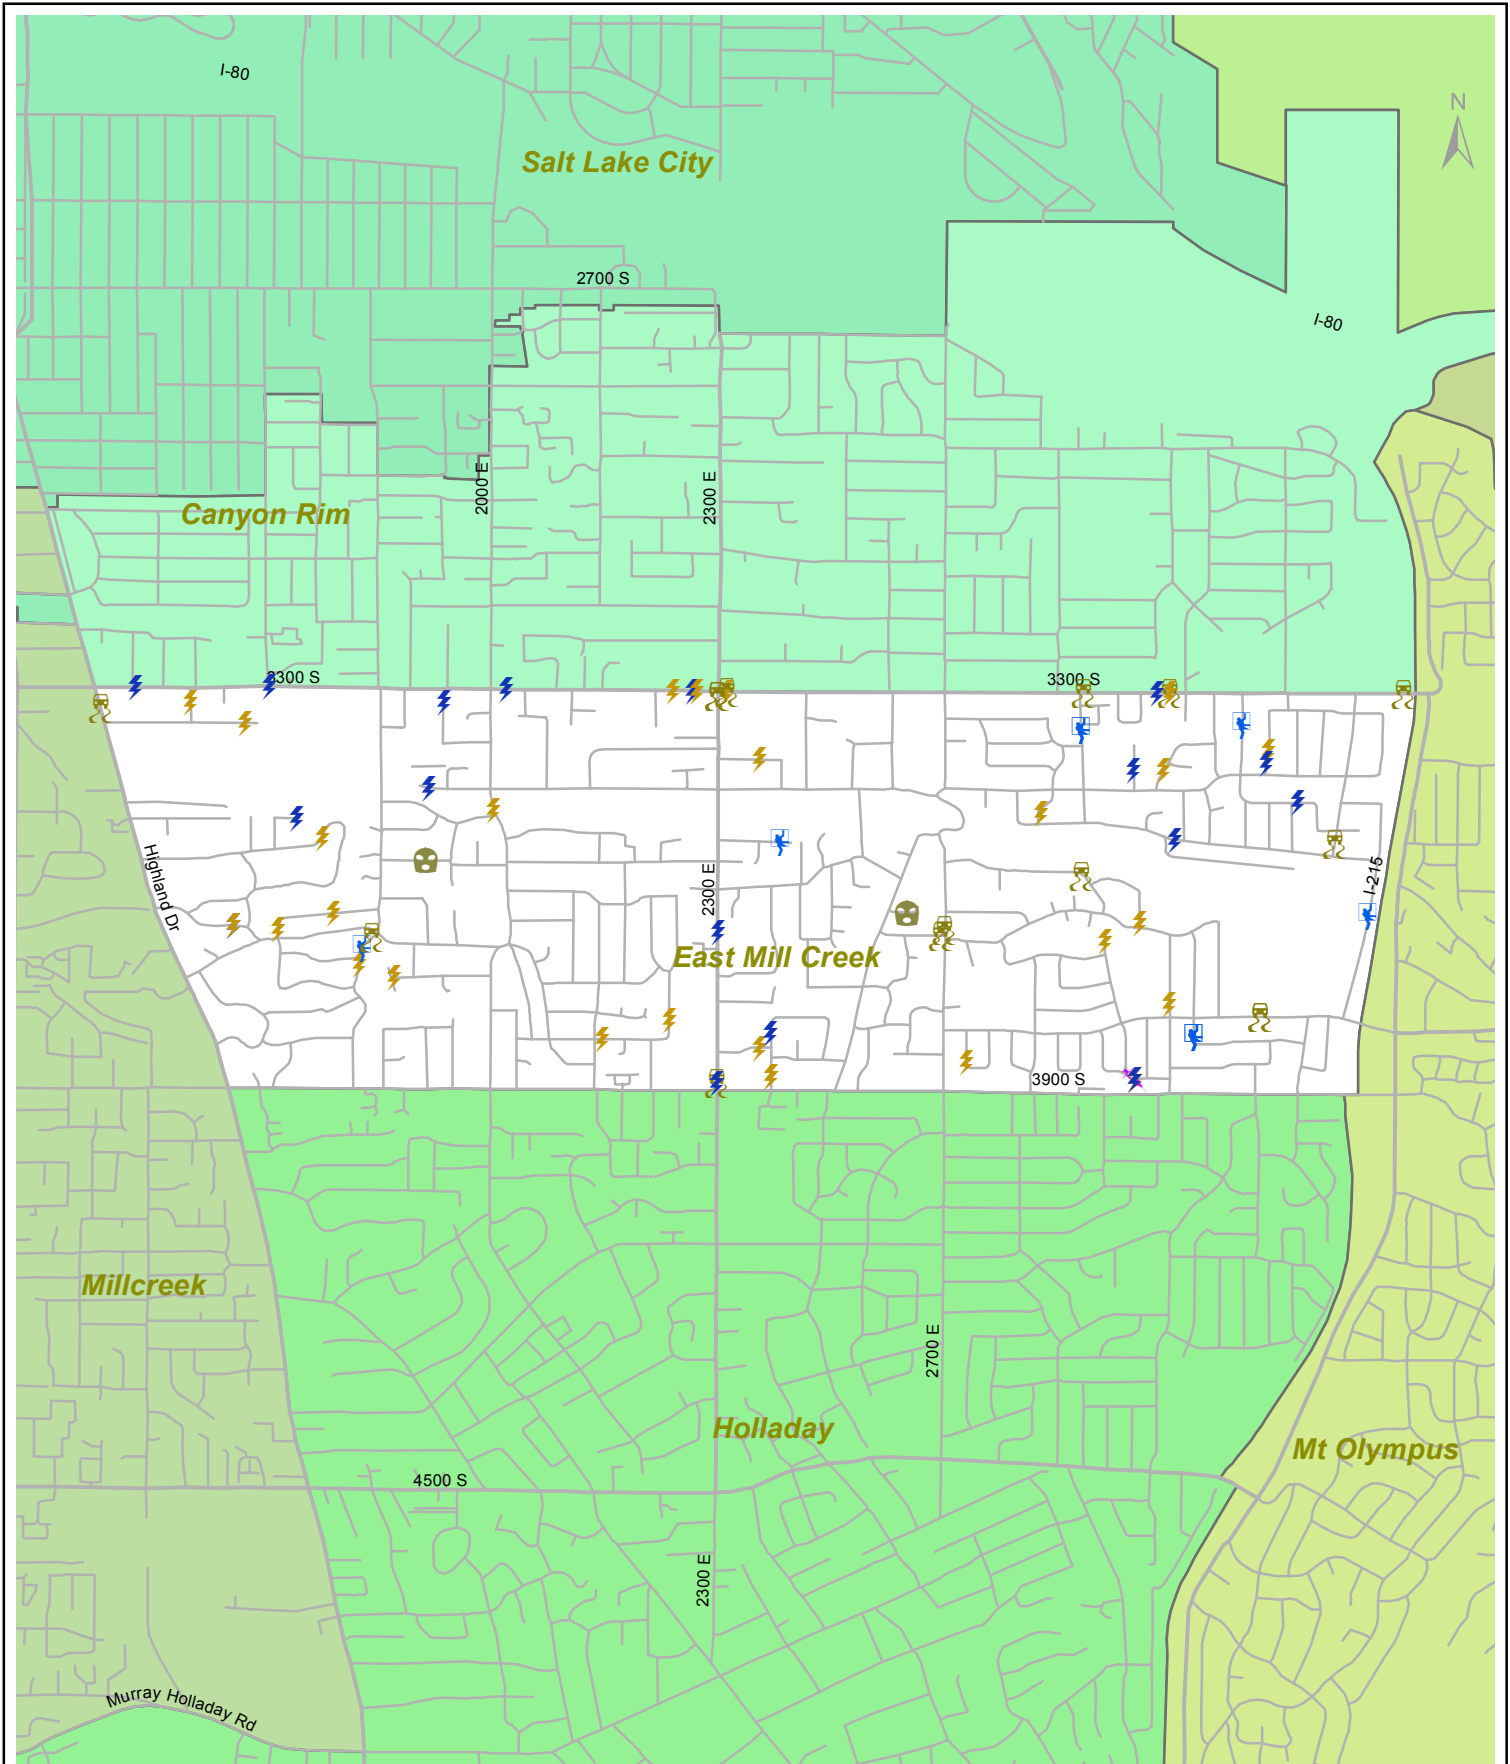 I-80
N
Salt Lake City
2700 S
I-80
2000 E
2300 E
Canyon Rim
3300 S
3300 S
Highland Dr
2300 E
I-215
East Mill Creek
3900 S
Millcreek
2700 E
Holladay
Mt Olympus
4500 S
2300 E
Murray Holladay Rd